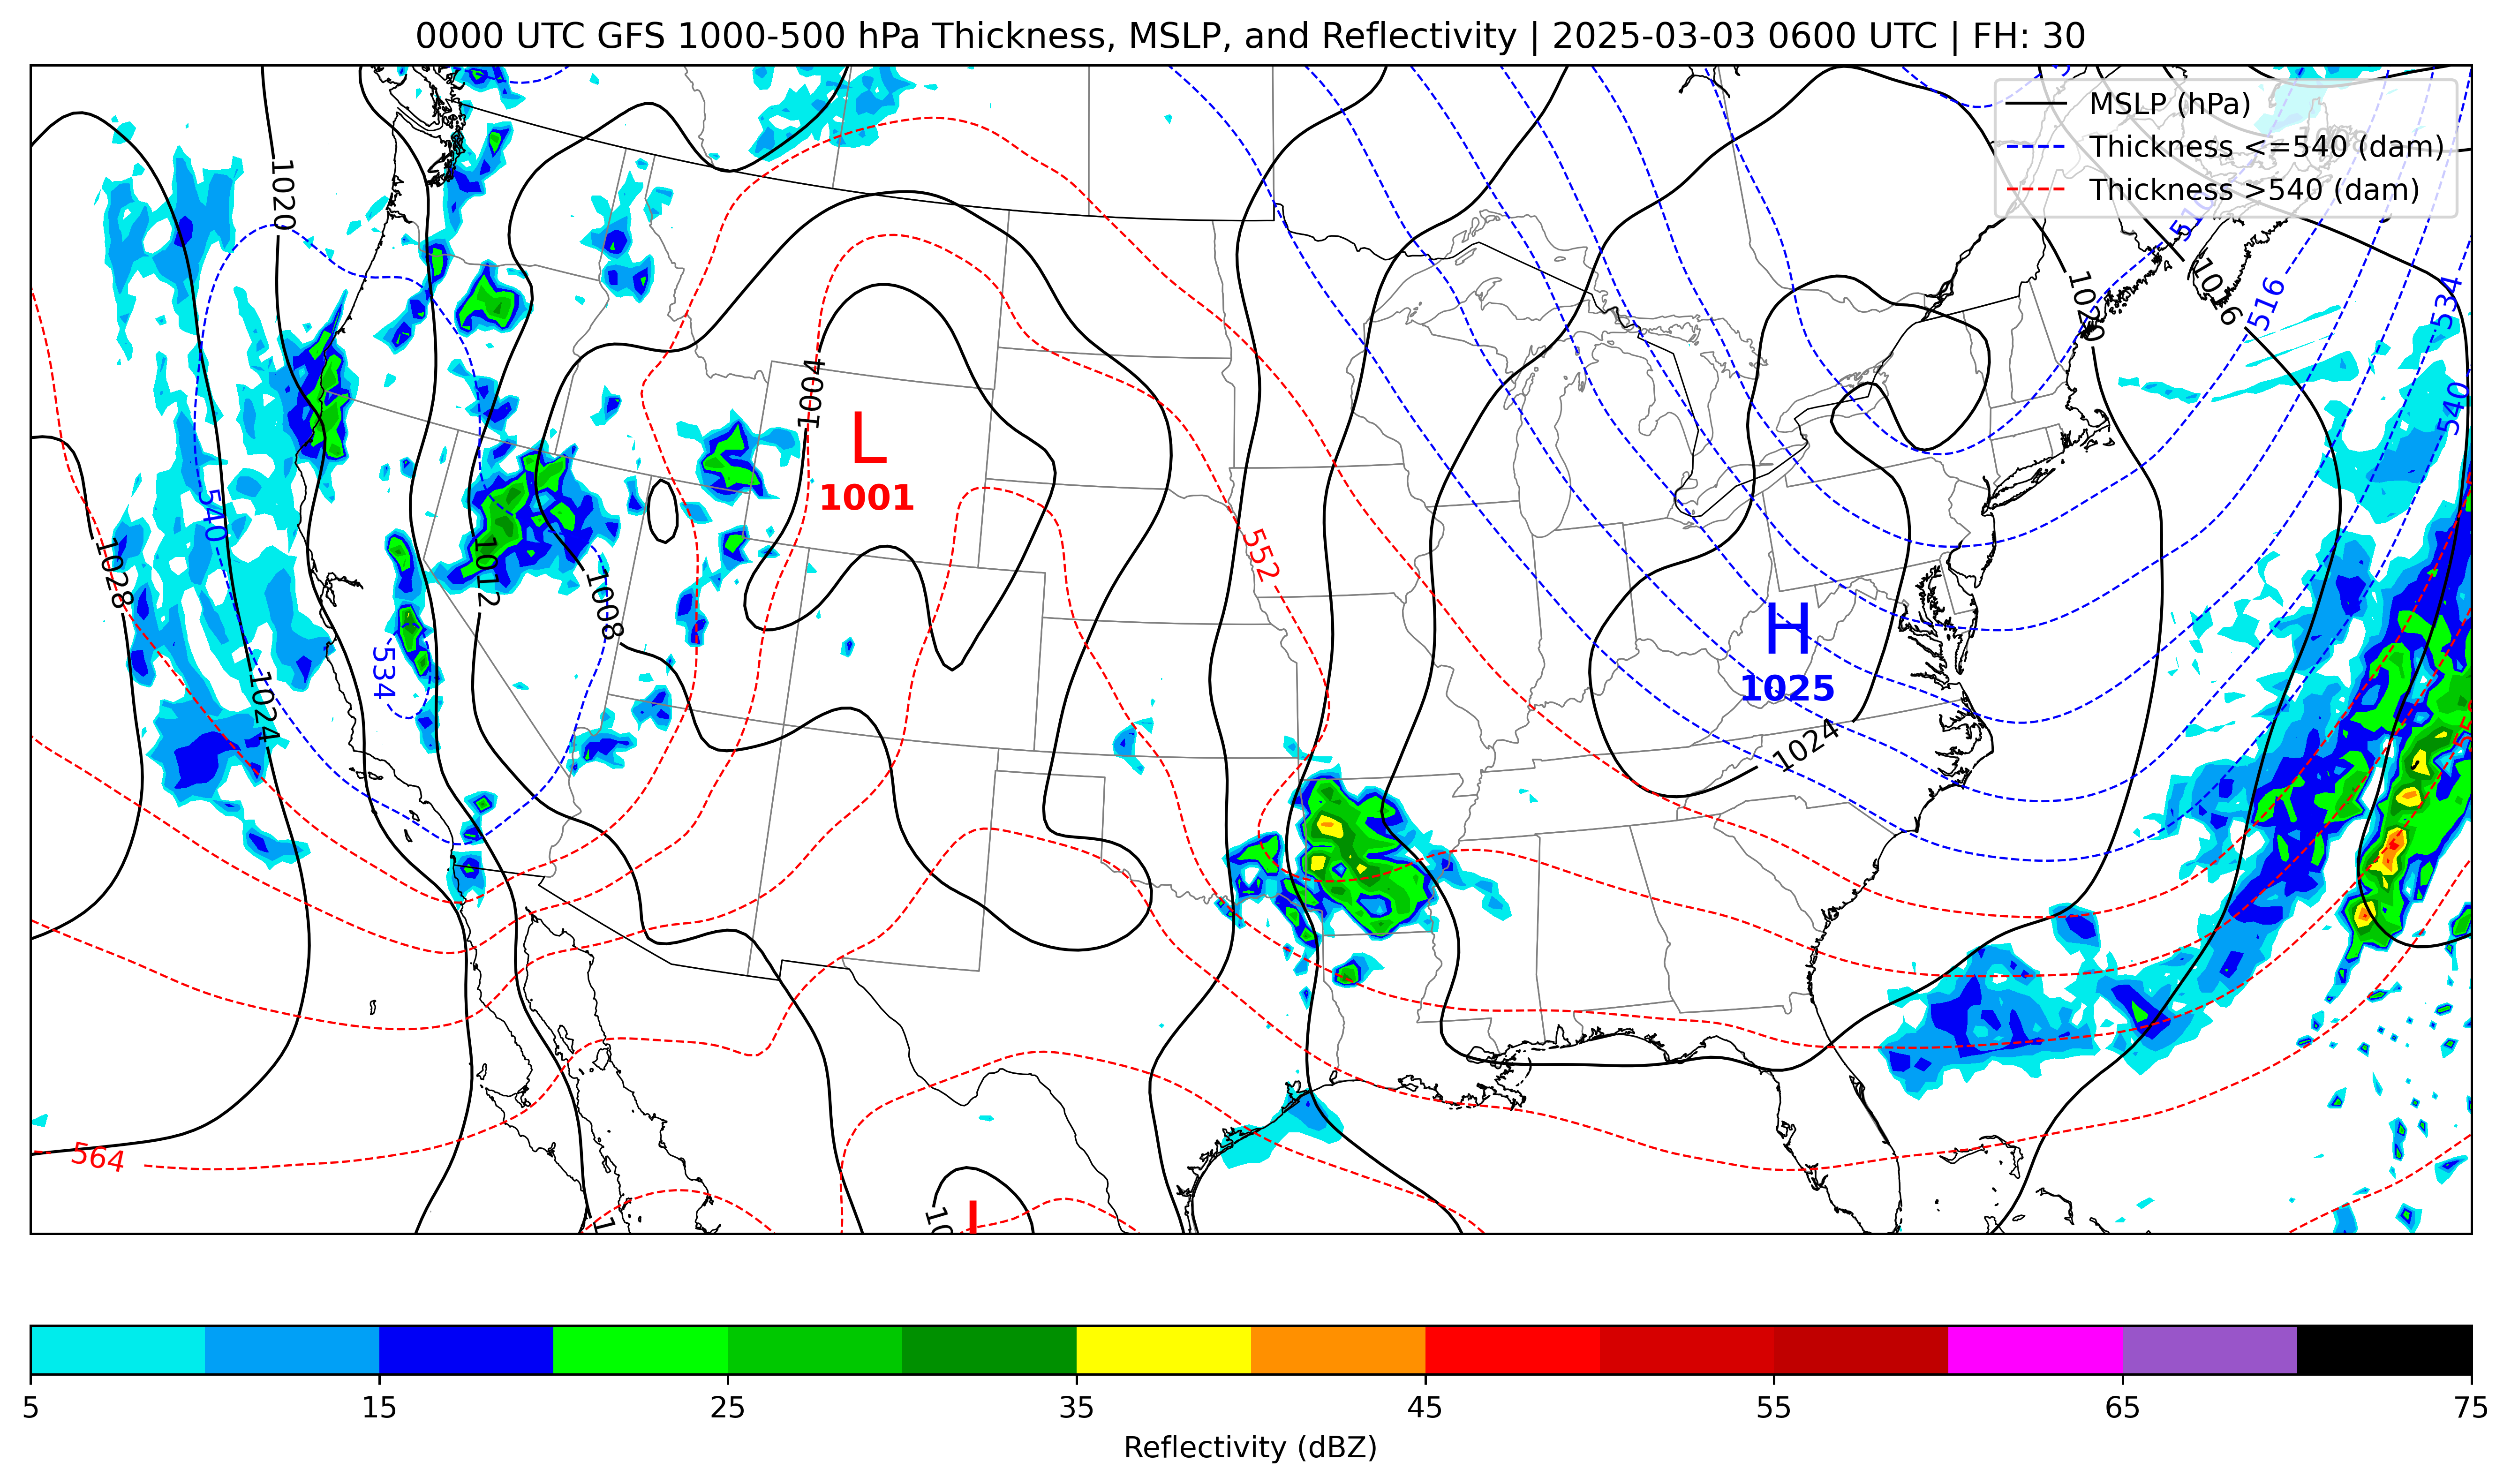 0000 UTC GFS 1000-500 hPa Thickness, MSLP, and Reflectivity | 2025-03-03 0600 UTC | FH: 30
MSLP (hPa)
Thickness <=540 (dam)
Thickness >540 (dam)
1020
516
534
1020
1016
1004
L
1001
540
540
552
1028
1012
1008
H
1025
534
1024
1024
564
L
5 15 25 35 45 55 65 75
Reflectivity (dBZ)